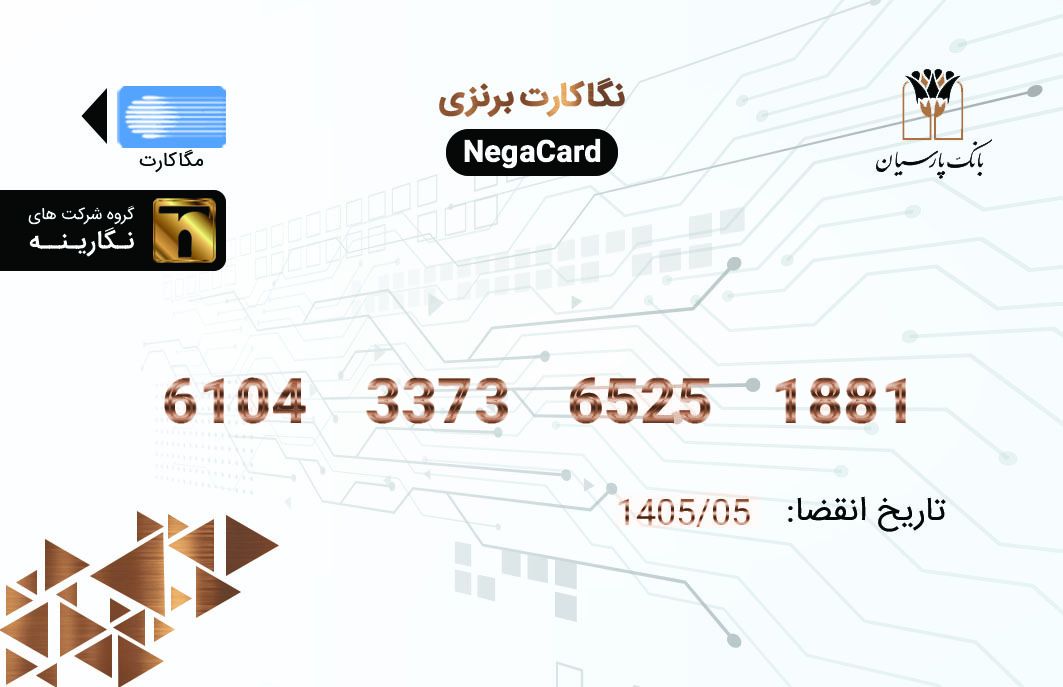 نگاکارت برنزی
NegaCard
بانک پارسیان
مگاکارت
گروه شرکت های
نگارینه
6104 3373 6525 1881
تاریخ انقضا: 1405/05